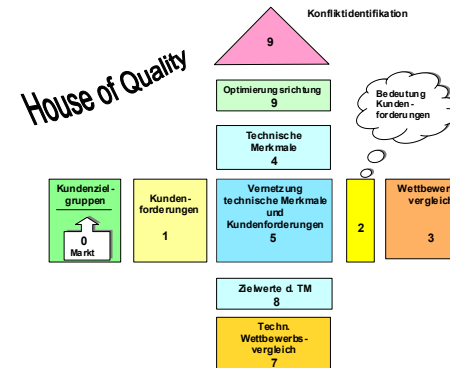 House of Quality
Konfliktidentifikation
9
Optimierungsrichtung
9
Bedeutung
Kunden-
forderungen
Technische
Merkmale
4
Kundenziel-
gruppen
0
Markt
Kunden-
forderungen
1
Vernetzung
technische Merkmale
und
Kundenforderungen
5
2
vergleich
3
Zielwerte d. TM
8
Techn.
Wettbewerbs-
vergleich
7